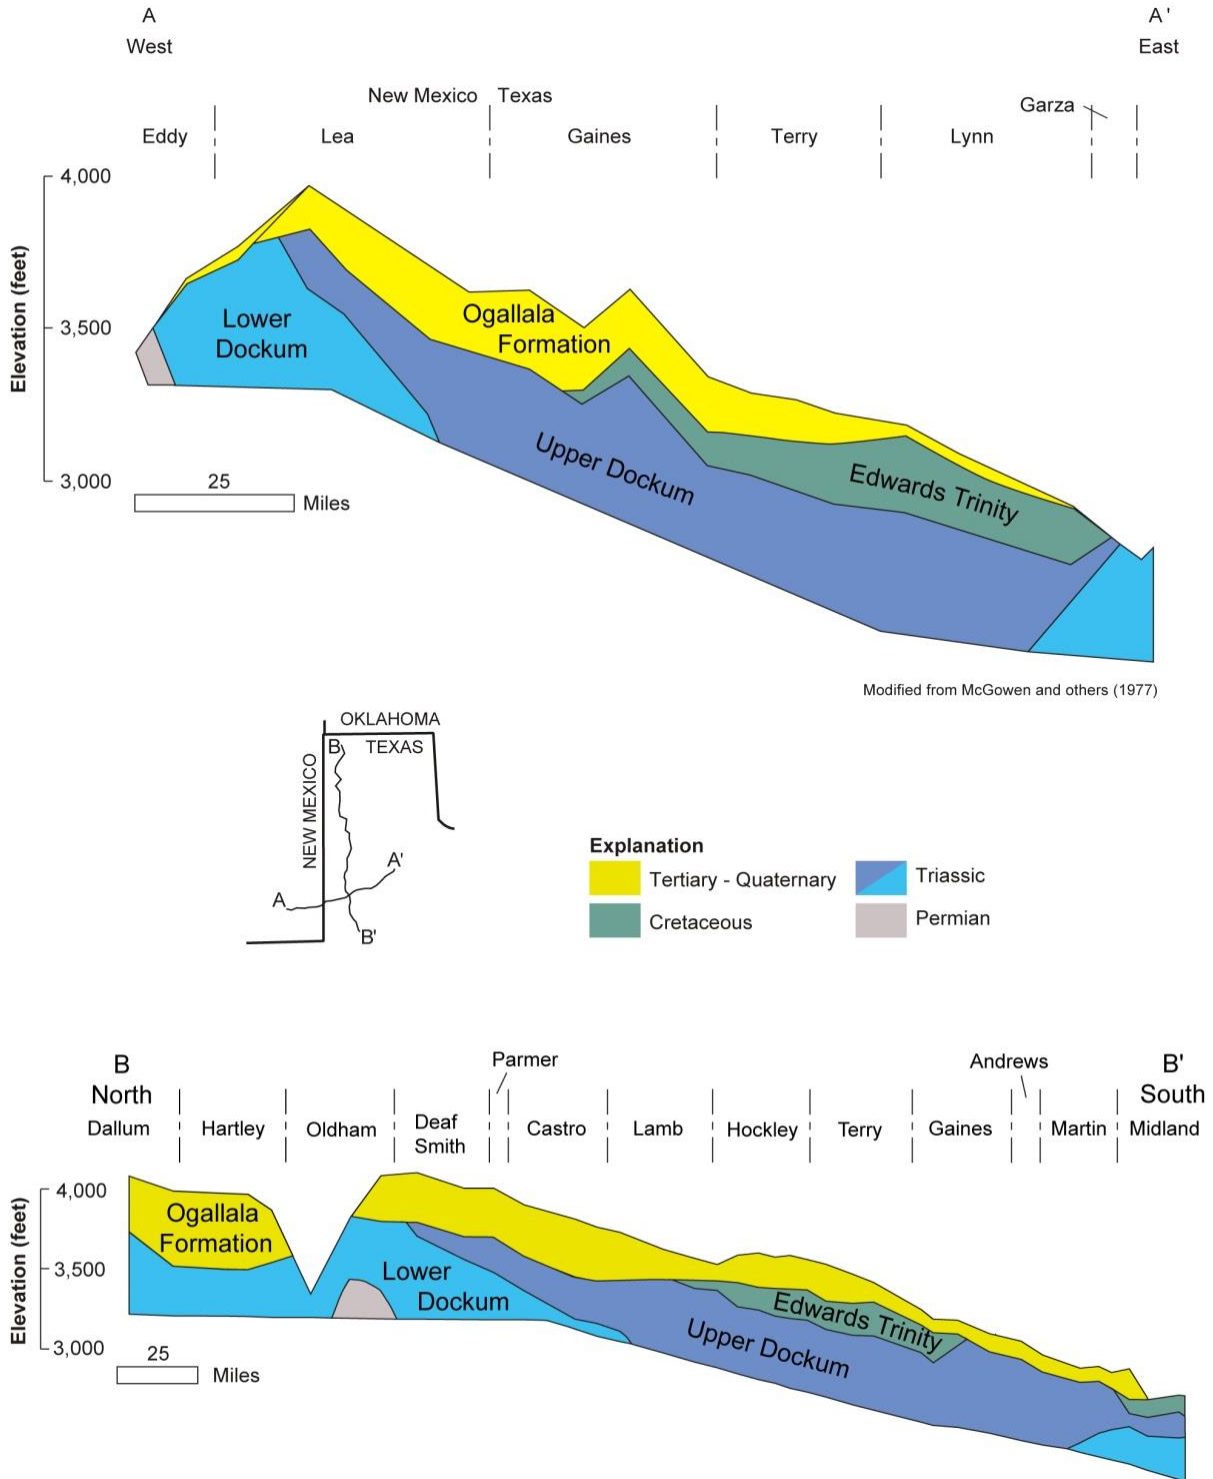 A
West
A '
East
New Mexico
Texas
Garza
Eddy
Lea
Gaines
Terry
Lynn
4,000
3,500
3,000
Elevation (feet)
Lower
Dockum
Ogallala
Formation
Upper Dockum
Edwards Trinity
25
Miles
Modified from McGowen and others (1977)
OKLAHOMA
B
TEXAS
NEW MEXICO
A
A'
B'
Explanation
Tertiary - Quaternary
Triassic
Cretaceous
Permian
B
North
B'
South
Parmer
Andrews
Dallum
Hartley
Oldham
Deaf
Smith
Castro
Lamb
Hockley
Terry
Gaines
Martin
Midland
4,000
3,500
3,000
Elevation (feet)
Ogallala
Formation
Lower
Dockum
Edwards Trinity
Upper Dockum
25
Miles